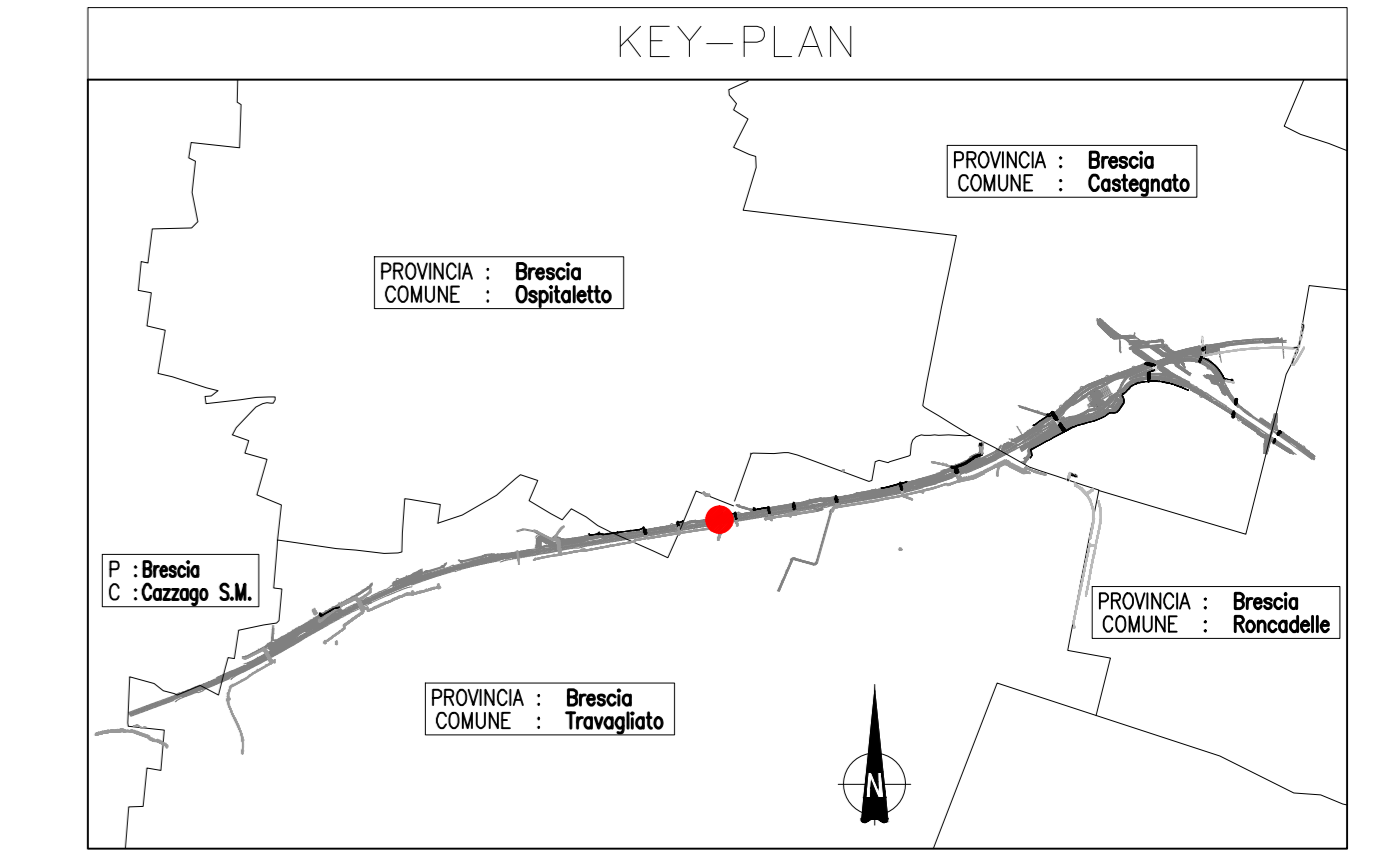 KEY-PLAN
PROVINCIA : Brescia
COMUNE : Castegnato
PROVINCIA : Brescia
COMUNE : Ospitaletto
P : Brescia
C : Cazzago S.M.
PROVINCIA : Brescia
COMUNE : Roncadelle
PROVINCIA : Brescia
COMUNE : Travagliato
N